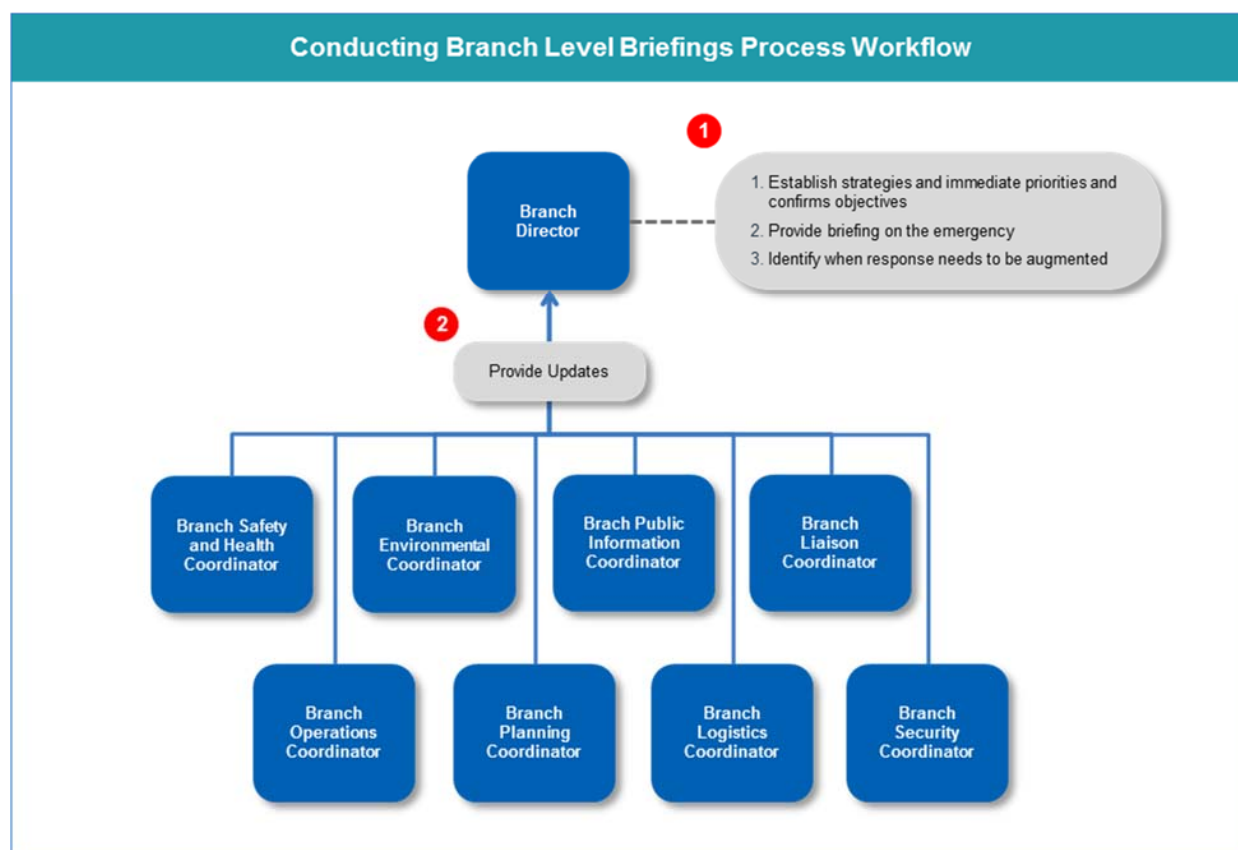 Conducting Branch Level Briefings Process Workflow
1
Branch
Director
1. Establish strategies and immediate priorities and
confirms objectives
2. Provide briefing on the emergency
3. Identify when response needs to be augmented
2
Provide Updates
Branch Safety
and Health
Coordinator
Branch
Environmental
Coordinator
Brach Public
Information
Coordinator
Branch
Liaison
Coordinator
Branch
Operations
Coordinator
Branch
Planning
Coordinator
Branch
Logistics
Coordinator
Branch
Security
Coordinator